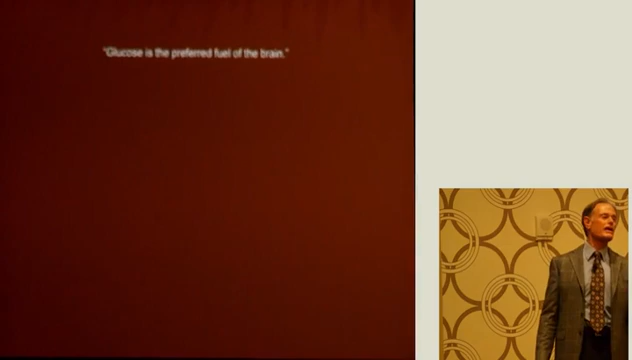 "Glucose is the preferred fuel of the brain."